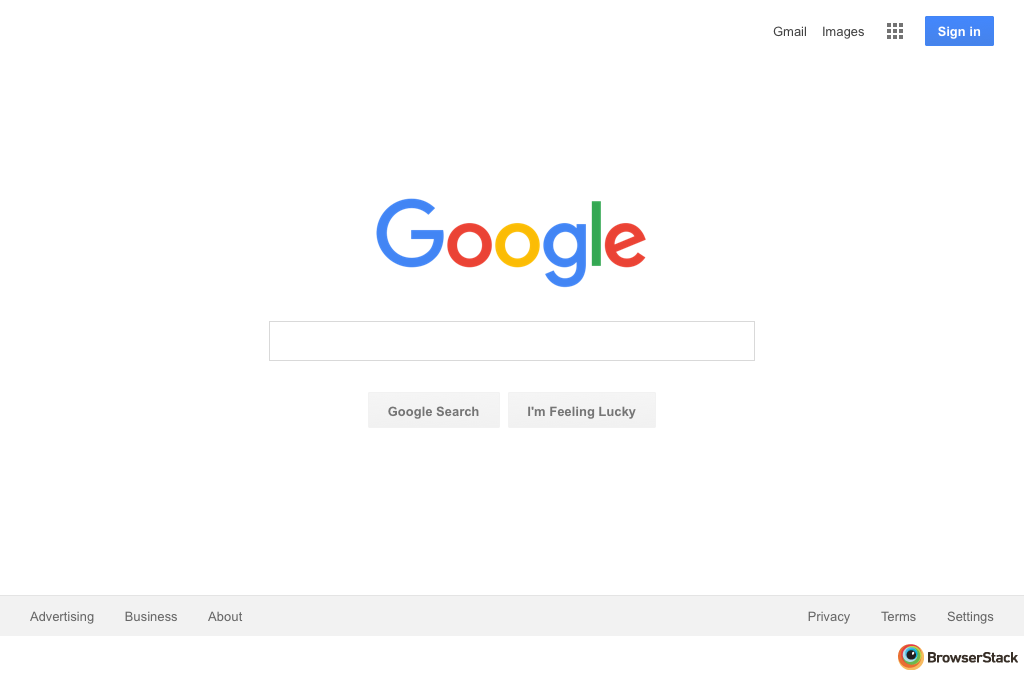 Gmail Images Sign in
Google
Google Search I'm Feeling Lucky
Advertising Business About Privacy Terms Settings
BrowserStack